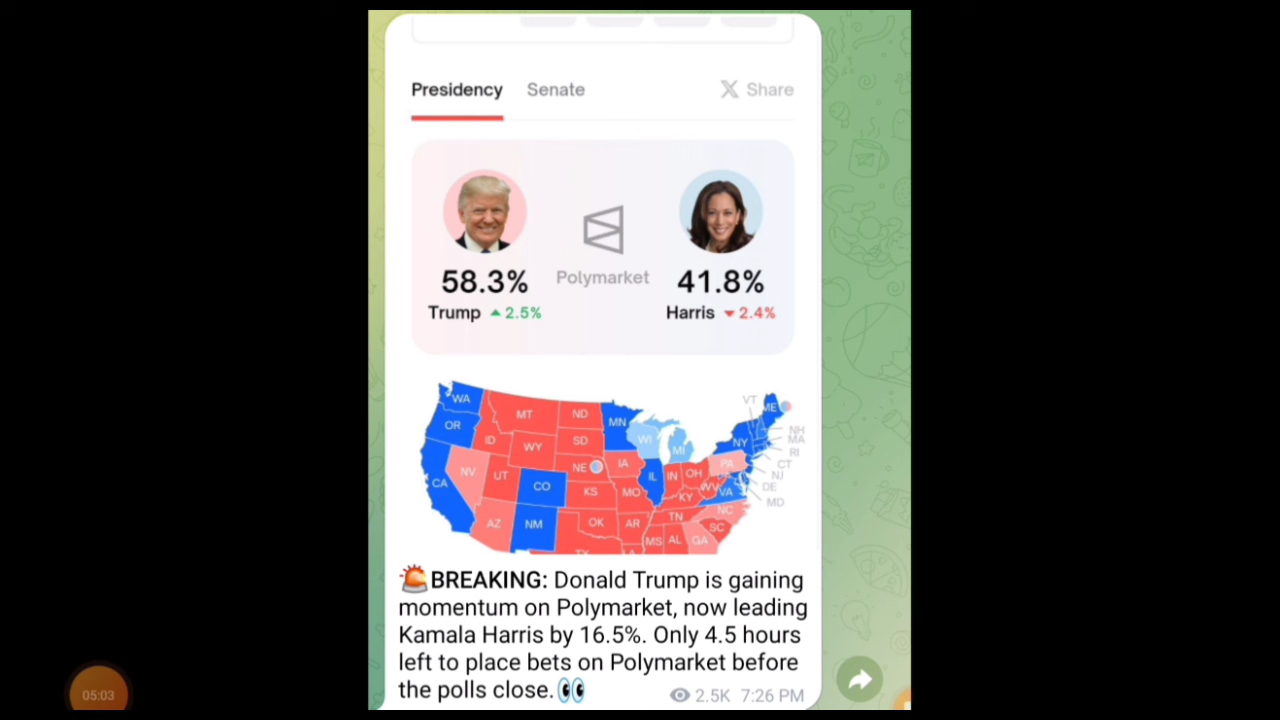 Presidency Senate X Share
58.3% Polymarket 41.8%
Trump ▲ 2.5% Harris ▼ 2.4%
WA
OR
CA
NV
ID
MT
WY
UT
AZ
CO
NM
ND
SD
NE
KS
OK
TX
MN
IA
MO
AR
LA
WI
IL
MI
IN
OH
KY
TN
MS
AL
GA
WV
VA
NC
SC
PA
NY
VT
ME
NH
MA
RI
CT
NJ
DE
MD
🚨BREAKING: Donald Trump is gaining
momentum on Polymarket, now leading
Kamala Harris by 16.5%. Only 4.5 hours
left to place bets on Polymarket before
the polls close.👀 2.5K 7:26 PM
05:03